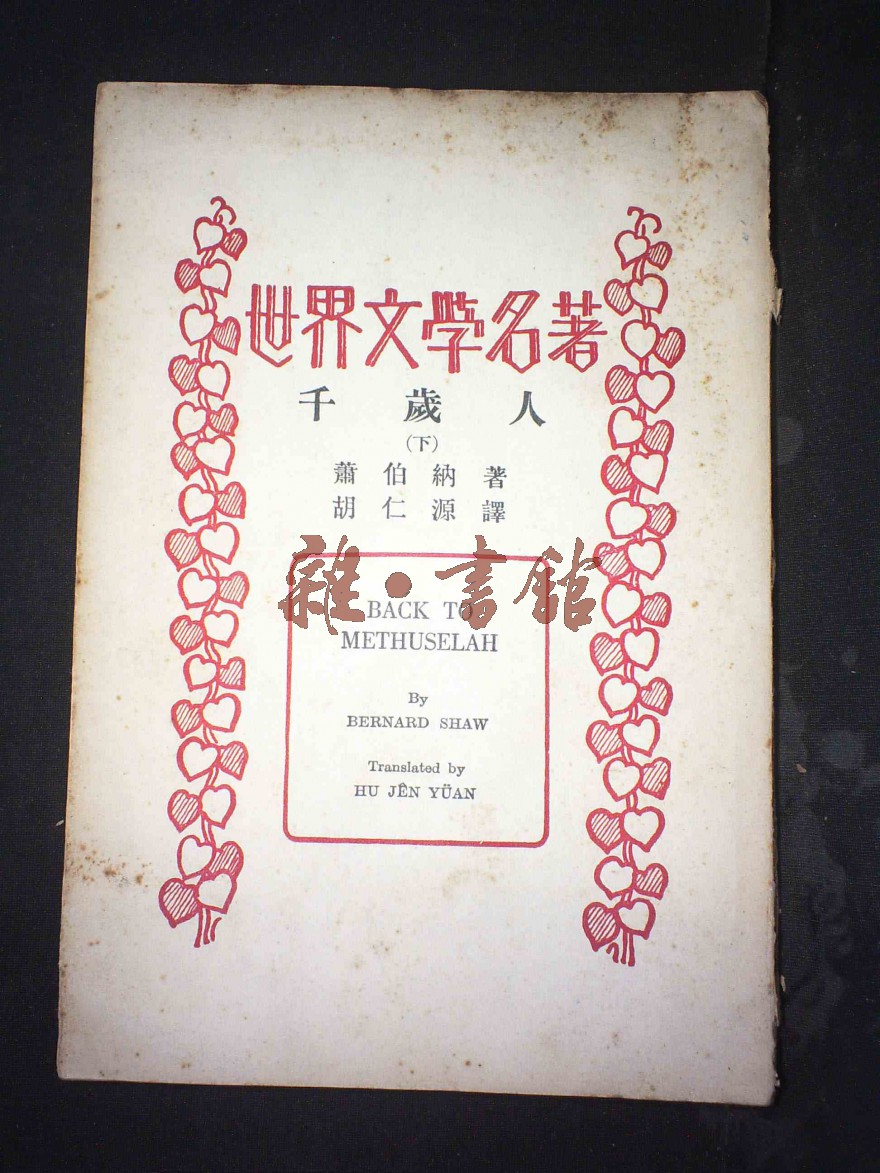 世界文學名著
千歲人
(下)
蕭伯納著
胡仁源譯
雜·書館
BACK TO
METHUSELAH
By
BERNARD SHAW
Translated by
HU JÊN YÜAN